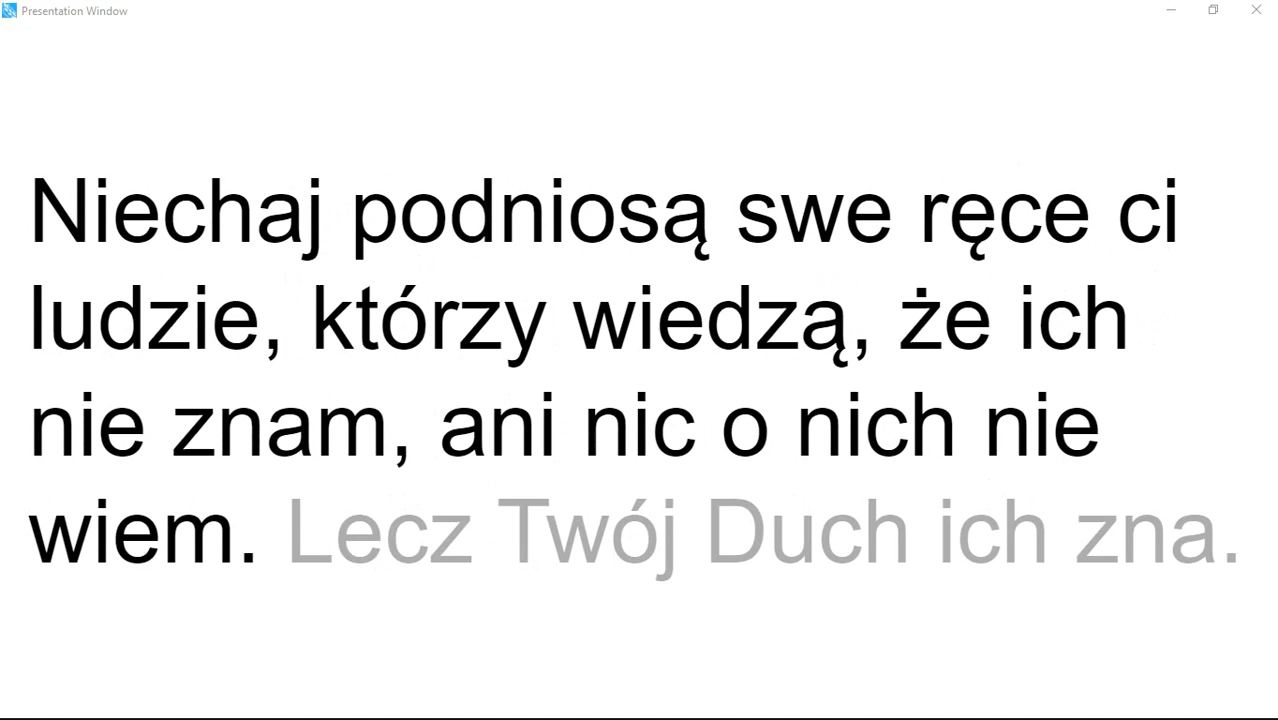 Presentation Window
Niechaj podniosą swe ręce ci
ludzie, którzy wiedzą, że ich
nie znam, ani nic o nich nie
wiem. Lecz Twój Duch ich zna.